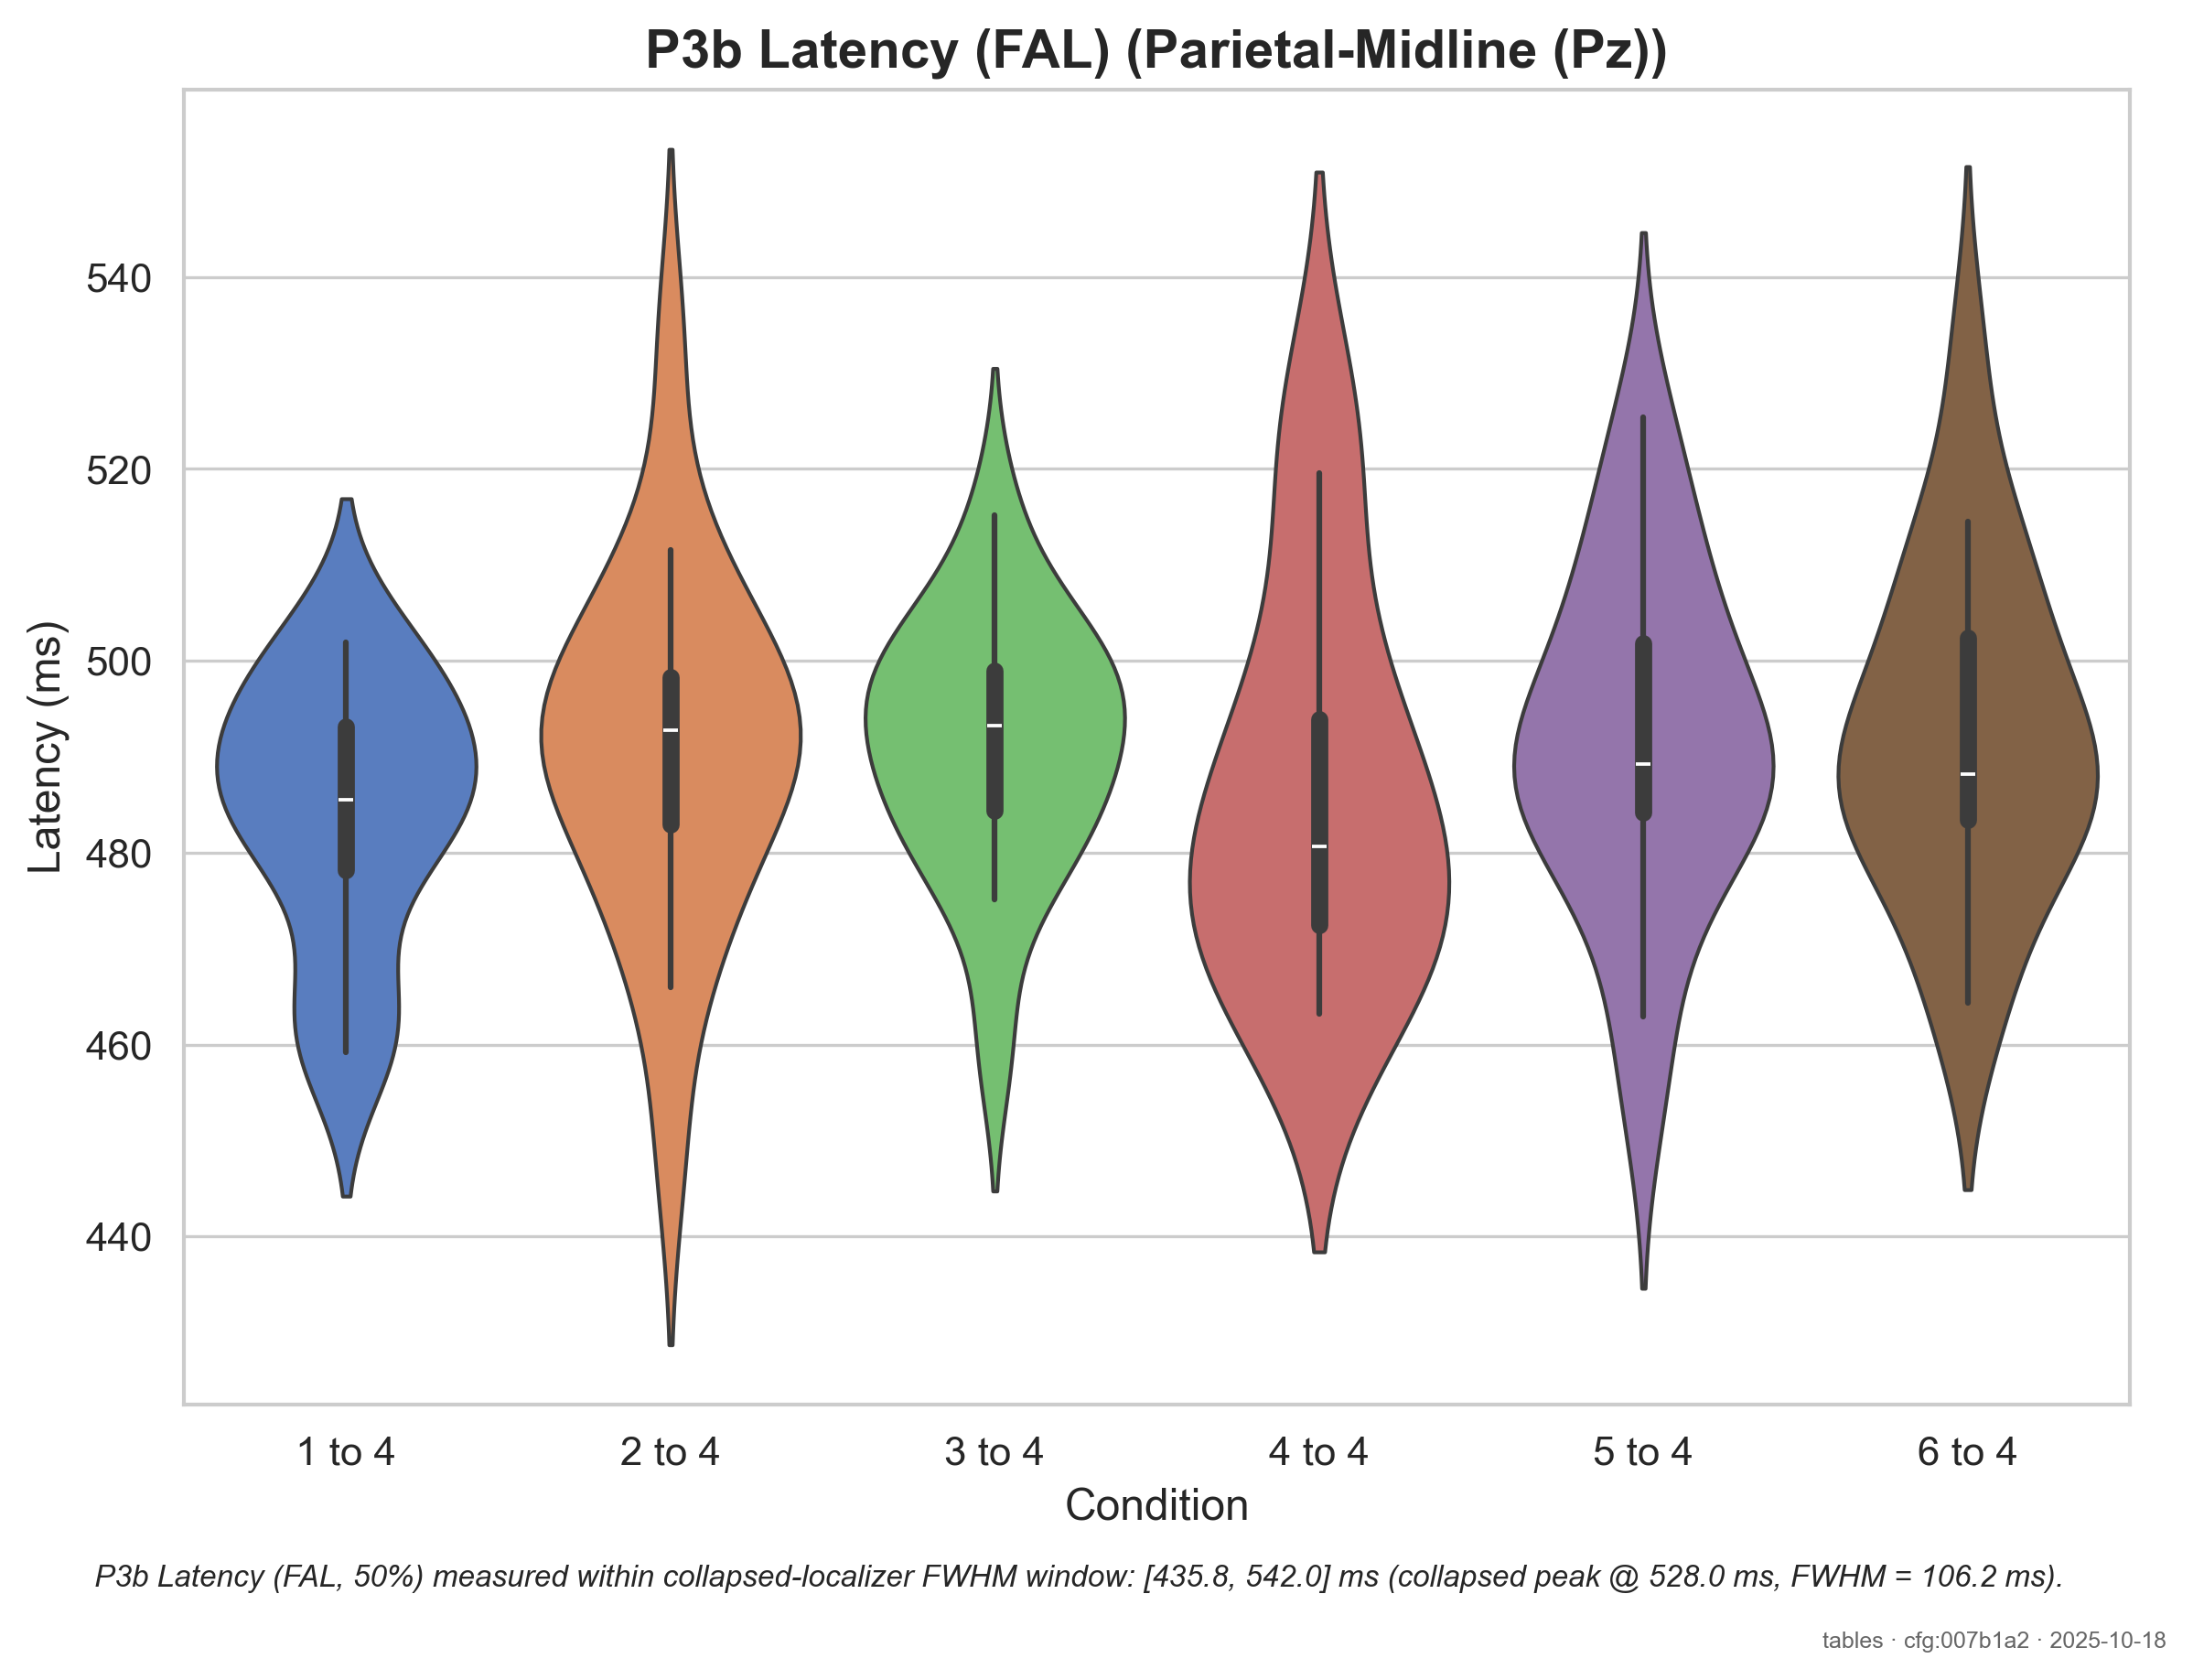 P3b Latency (FAL) (Parietal-Midline (Pz))
Latency (ms)
540
520
500
480
460
440
1 to 4
2 to 4
3 to 4
4 to 4
5 to 4
6 to 4
Condition
P3b Latency (FAL, 50%) measured within collapsed-localizer FWHM window: [435.8, 542.0] ms (collapsed peak @ 528.0 ms, FWHM = 106.2 ms).
tables · cfg:007b1a2 · 2025-10-18